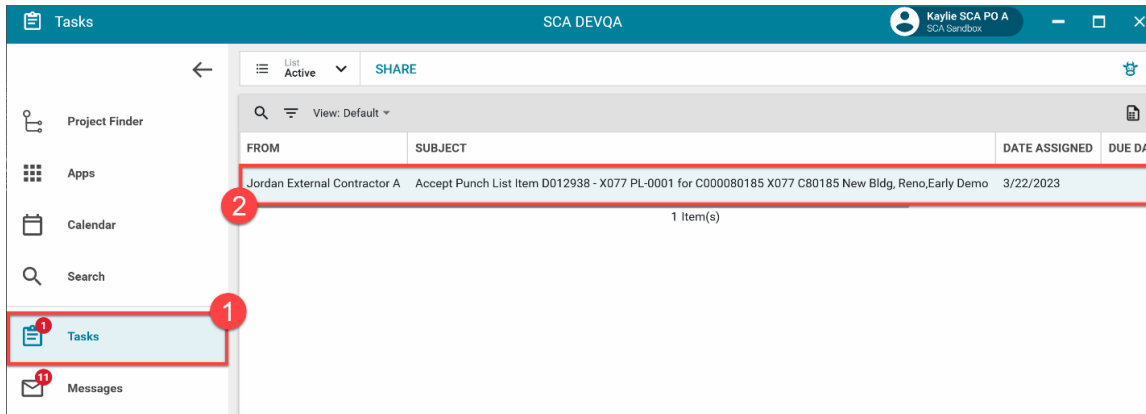 Tasks
SCA DEVQA
Kaylie SCA PO A
SCA Sandbox
List
Active
SHARE
Project Finder
View: Default
FROM
SUBJECT
DATE ASSIGNED
DUE DA
Apps
Jordan External Contractor A
Accept Punch List Item D012938 - X077 PL-0001 for C000080185 X077 C80185 New Bldg, Reno,Early Demo
3/22/2023
2
1 Item(s)
Calendar
Search
1
1
Tasks
11
Messages